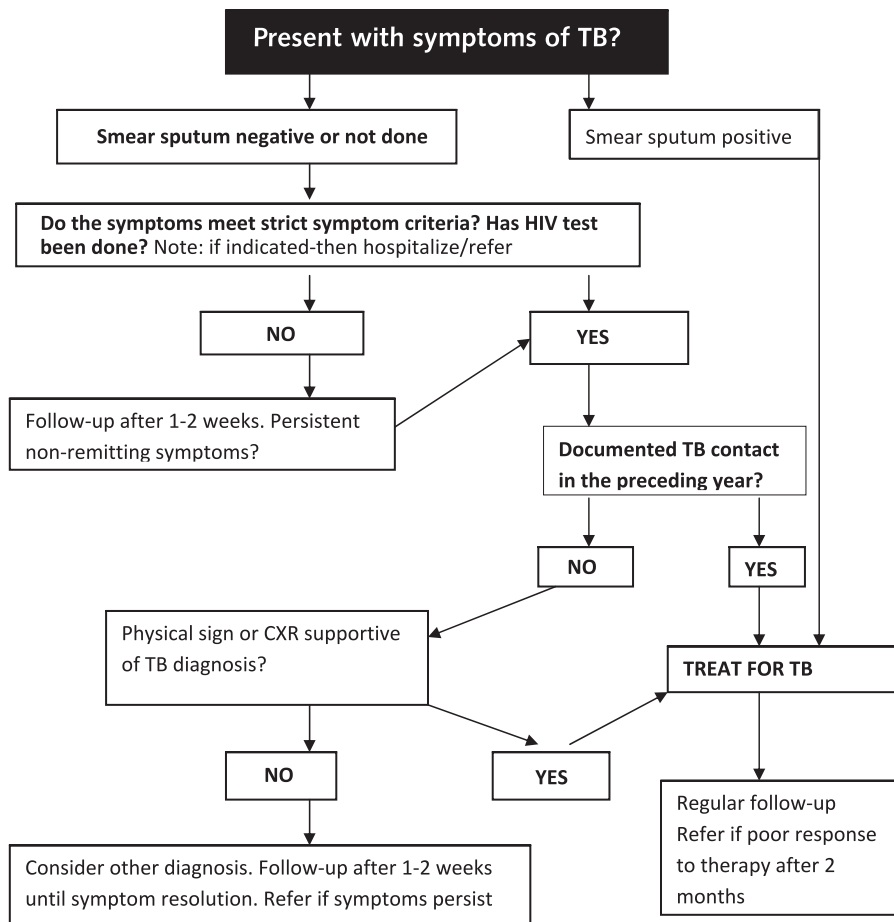 Present with symptoms of TB?
Smear sputum negative or not done
Smear sputum positive
Do the symptoms meet strict symptom criteria? Has HIV test
been done? Note: if indicated-then hospitalize/refer
NO
YES
Follow-up after 1-2 weeks. Persistent
non-remitting symptoms?
Documented TB contact
in the preceding year?
NO
YES
Physical sign or CXR supportive
of TB diagnosis?
TREAT FOR TB
NO
YES
Regular follow-up
Refer if poor response
to therapy after 2
months
Consider other diagnosis. Follow-up after 1-2 weeks
until symptom resolution. Refer if symptoms persist